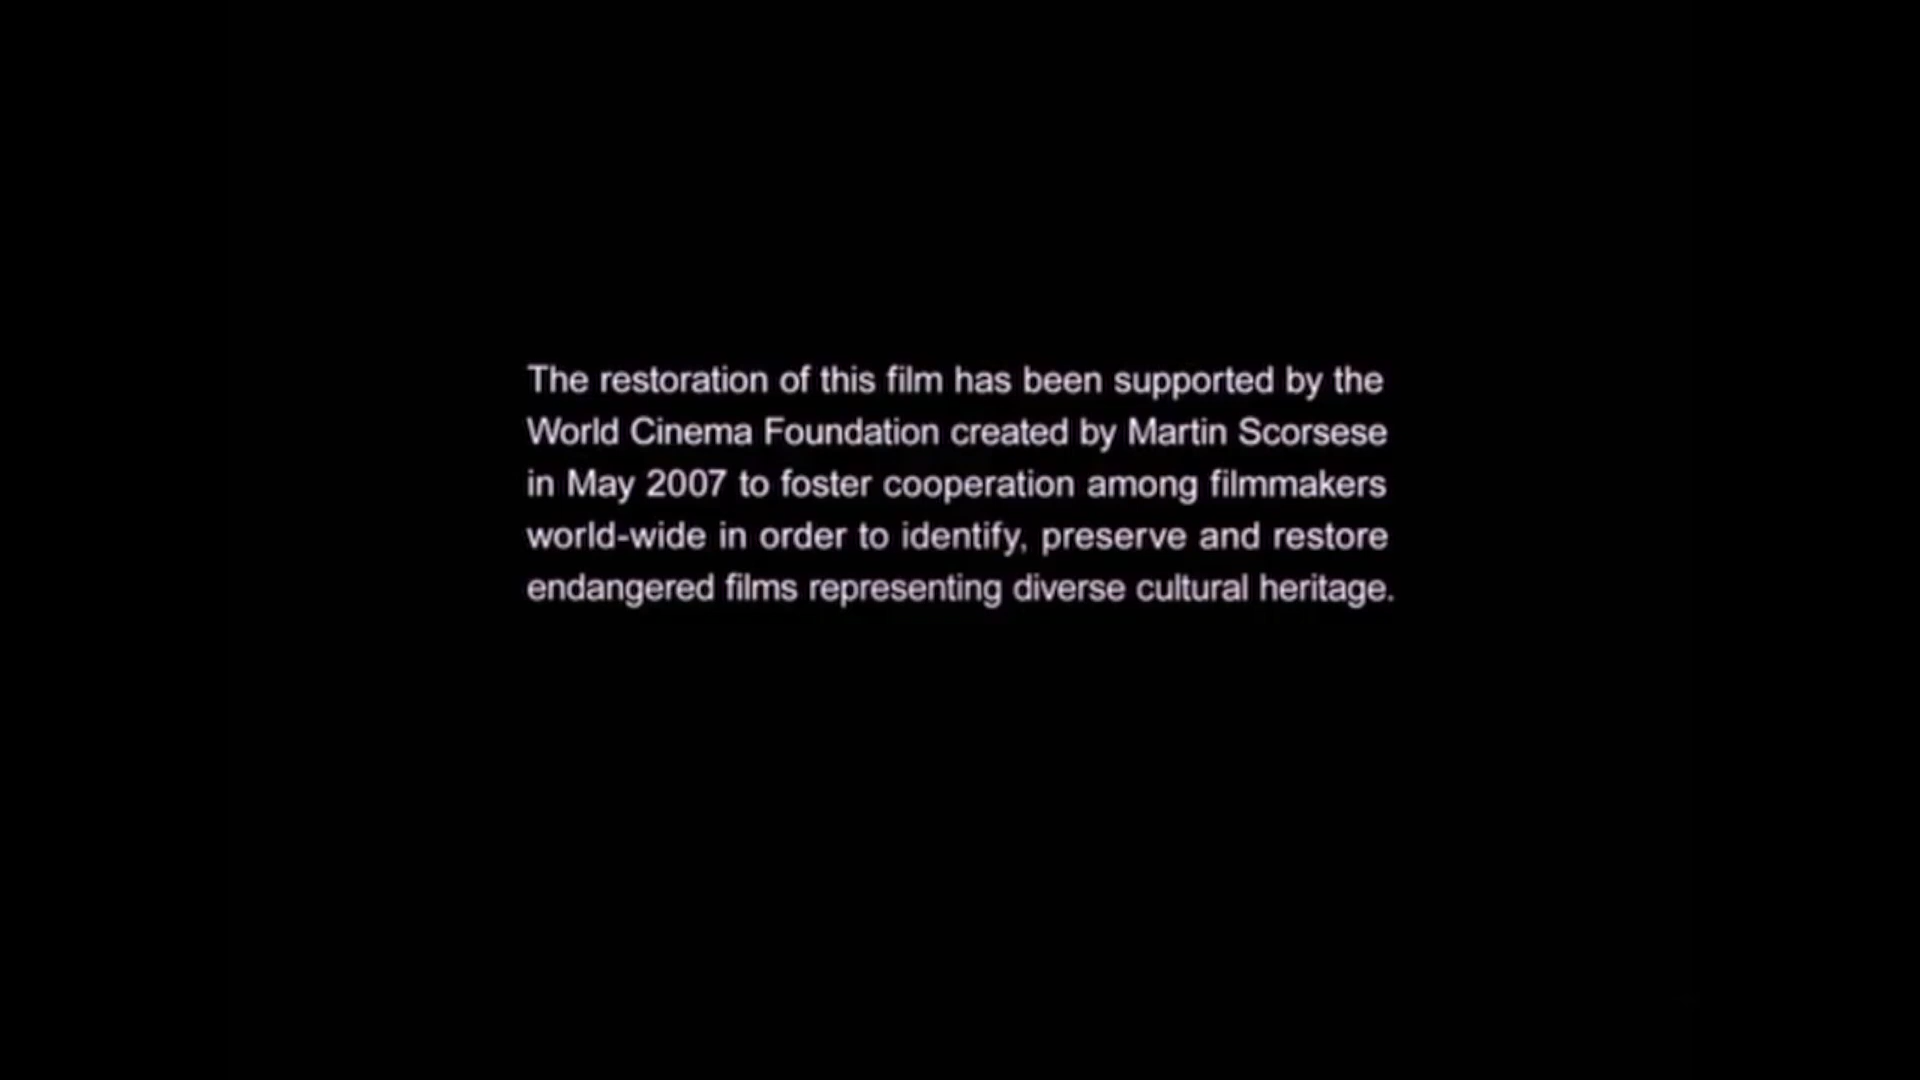 The restoration of this film has been supported by the
World Cinema Foundation created by Martin Scorsese
in May 2007 to foster cooperation among filmmakers
world-wide in order to identify, preserve and restore
endangered films representing diverse cultural heritage.